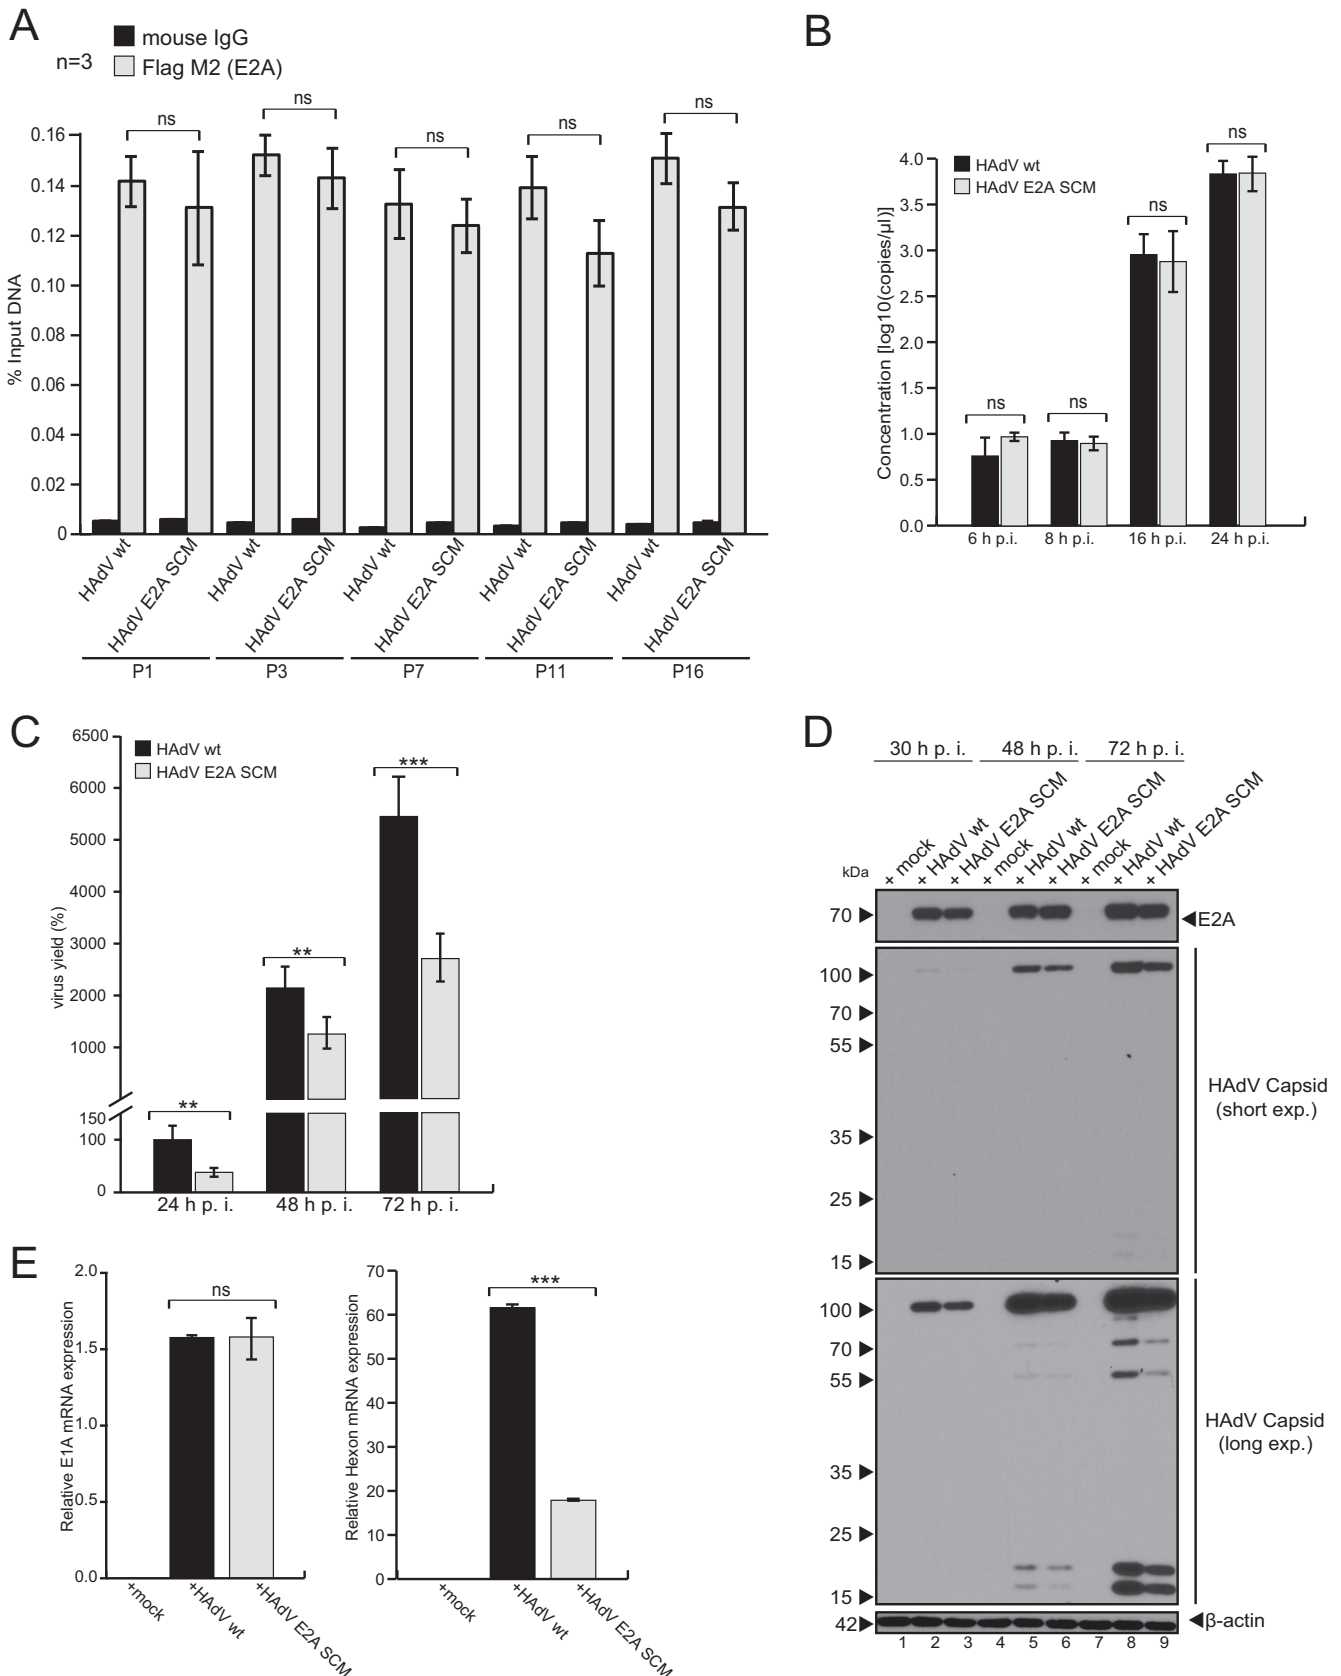 A
mouse IgG
n=3
Flag M2 (E2A)
% Input DNA
0.16
0.14
0.12
0.10
0.08
0.06
0.04
0.02
0
ns
ns
ns
ns
ns
HAdV wt
HAdV E2A SCM
HAdV wt
HAdV E2A SCM
HAdV wt
HAdV E2A SCM
HAdV wt
HAdV E2A SCM
HAdV wt
HAdV E2A SCM
P1
P3
P7
P11
P16
B
HAdV wt
HAdV E2A SCM
Concentration [log10(copies/µl)]
4.0
3.5
3.0
2.5
2.0
1.5
1.0
0.5
0.0
ns
ns
ns
ns
6 h p.i.
8 h p.i.
16 h p.i.
24 h p.i.
C
HAdV wt
HAdV E2A SCM
virus yield (%)
6500
6000
5000
4000
3000
2000
1000
150
100
0
**
**
***
24 h p. i.
48 h p. i.
72 h p. i.
D
30 h p. i.
48 h p. i.
72 h p. i.
+ mock
+ HAdV wt
+ HAdV E2A SCM
+ mock
+ HAdV wt
+ HAdV E2A SCM
+ mock
+ HAdV wt
+ HAdV E2A SCM
kDa
70
E2A
100
70
55
35
25
15
HAdV Capsid
(short exp.)
100
70
55
35
25
15
HAdV Capsid
(long exp.)
42
β-actin
1 2 3 4 5 6 7 8 9
E
Relative E1A mRNA expression
2.0
1.5
1.0
0.5
0.0
ns
+mock
+HAdV wt
+HAdV E2A SCM
Relative Hexon mRNA expression
70
60
50
40
30
20
10
0
***
+mock
+HAdV wt
+HAdV E2A SCM